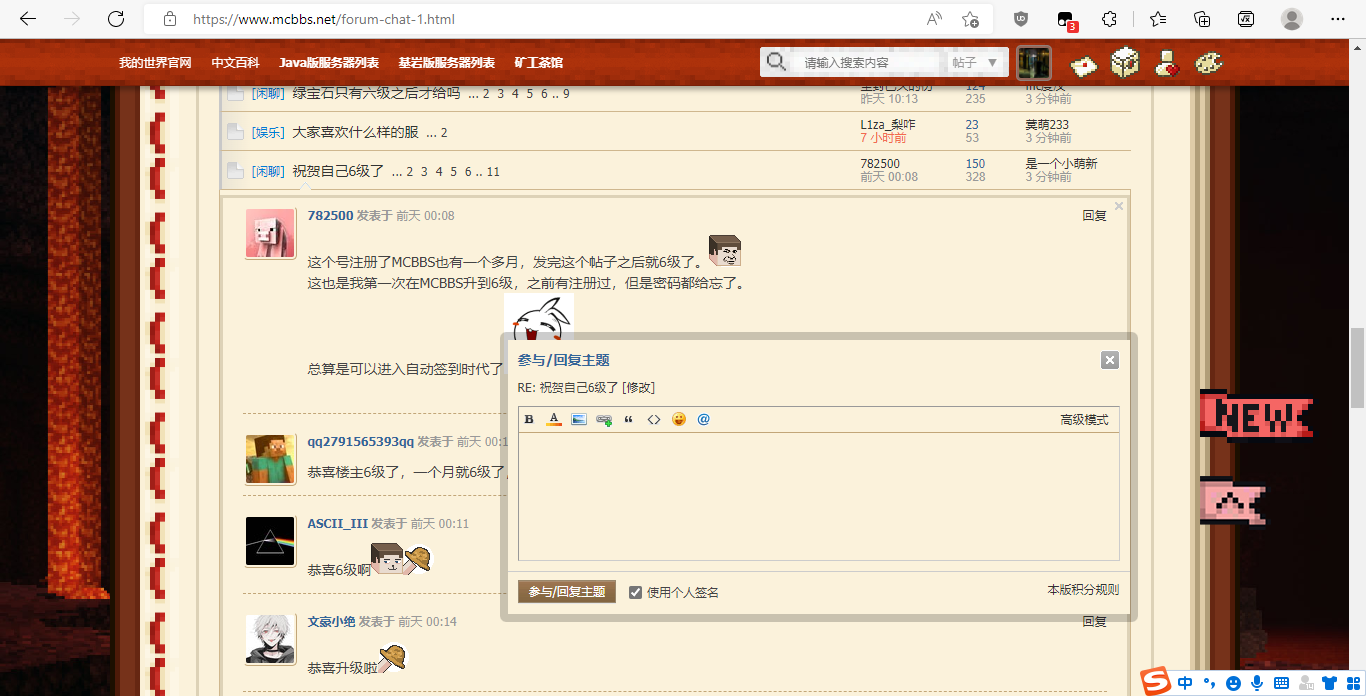 https://www.mcbbs.net/forum-chat-1.html
3
我的世界官网 中文百科 Java版服务器列表 基岩版服务器列表 矿工茶馆 请输入搜索内容 帖子
[闲聊] 绿宝石只有六级之后才给吗 ... 2 3 4 5 6 .. 9
昨天 10:13 235 3 分钟前
[娱乐] 大家喜欢什么样的服 ... 2 L1za_梨咋 23 萁萌233
7 小时前 53 3 分钟前
[闲聊] 祝贺自己6级了 ... 2 3 4 5 6 .. 11 782500 150 是一个小萌新
前天 00:08 328 3 分钟前
782500 发表于 前天 00:08 回复
这个号注册了MCBBS也有一个多月，发完这个帖子之后就6级了。
这也是我第一次在MCBBS升到6级，之前有注册过，但是密码都给忘了。
总算是可以进入自动签到时代了
参与/回复主题
RE: 祝贺自己6级了 [修改]
B A “ <> @ 高级模式
参与/回复主题 使用个人签名 本版积分规则
qq2791565393qq 发表于 前天 00:1
恭喜楼主6级了，一个月就6级了，
ASCII_III 发表于 前天 00:11
恭喜6级啊
文豪小绝 发表于 前天 00:14 回复
恭喜升级啦
NEW
S 中